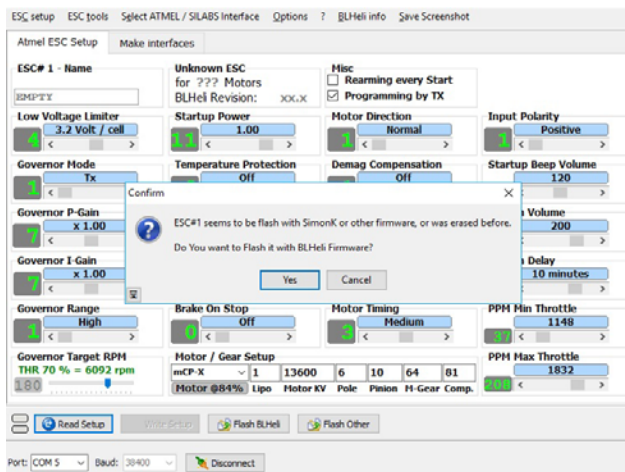 ESC setup ESC tools Select ATMEL / SILABS Interface Options ? BLHeli info Save Screenshot
Atmel ESC Setup Make interfaces
ESC# 1 - Name Unknown ESC Misc
for ??? Motors Rearming every Start
EMPTY BLHeli Revision: xx.x Programming by TX
Low Voltage Limiter Startup Power Motor Direction Input Polarity
4 3.2 Volt / cell 11 1.00 1 Normal 1 Positive
Governor Mode Temperature Protection Demag Compensation Startup Beep Volume
1 Tx Off Off 120
Confirm
Governor P-Gain Volume
7 x 1.00 200
ESC#1 seems to be flash with SimonK or other firmware, or was erased before.
Do You want to Flash it with BLHeli Firmware?
Governor I-Gain Delay
7 x 1.00 10 minutes
Yes Cancel
Governor Range Brake On Stop Motor Timing PPM Min Throttle
1 High 0 Off 3 Medium 37 1148
Governor Target RPM Motor / Gear Setup PPM Max Throttle
THR 70 % = 6092 rpm mCP-X 1 13600 6 10 64 81 1832
180 Motor @84% Lipo Motor KV Pole Pinion M-Gear Comp. 208
Read Setup Write Setup Flash BLHeli Flash Other
Port: COM 5 Baud: 38400 Disconnect